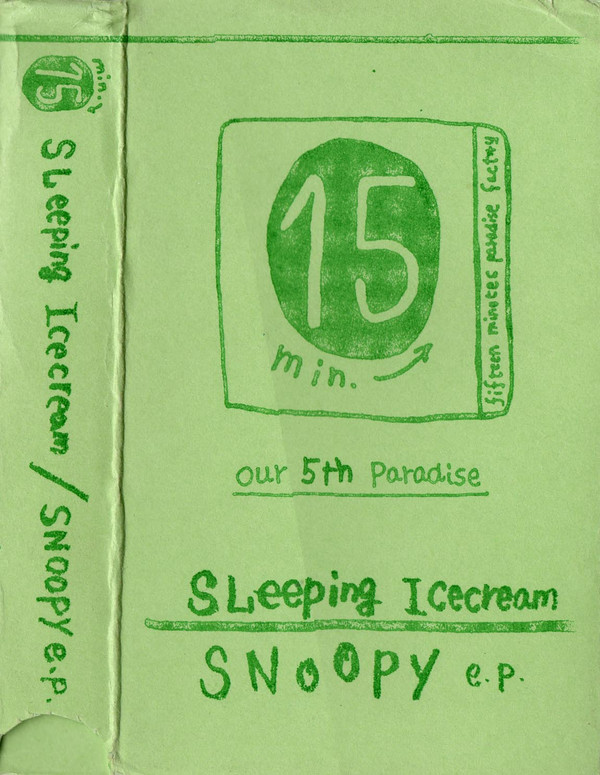 15
min. ↗
Sleeping Icecream / SNOOPY e.p.
15
min.
fifteen minutes paradise factry
our 5th Paradise
SLeeping Icecream
SNOOPY e.p.